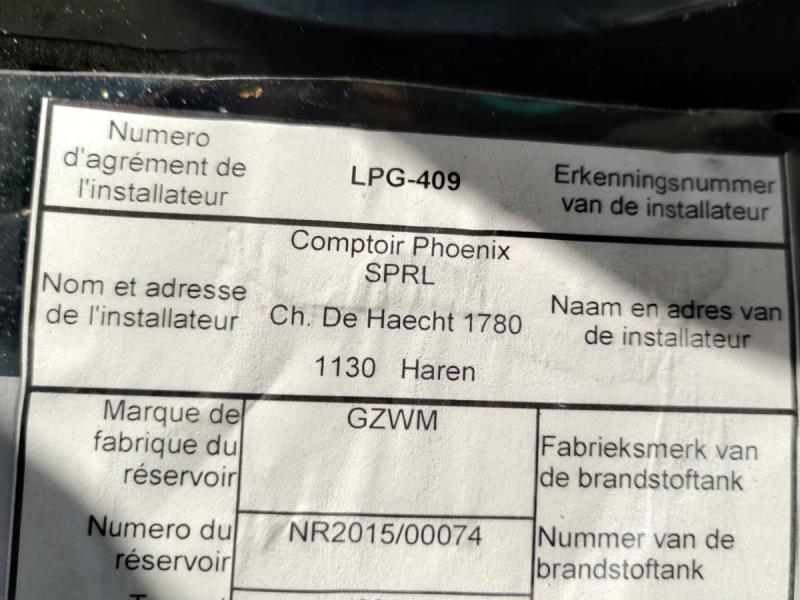 Numero
d'agrément de
l'installateur
LPG-409
Erkenningsnummer
van de installateur
Nom et adresse
de l'installateur
Comptoir Phoenix
SPRL
Ch. De Haecht 1780
1130 Haren
Naam en adres van
de installateur
Marque de
fabrique du
réservoir
GZWM
Fabrieksmerk van
de brandstoftank
Numero du
réservoir
NR2015/00074
Nummer van de
brandstoftank